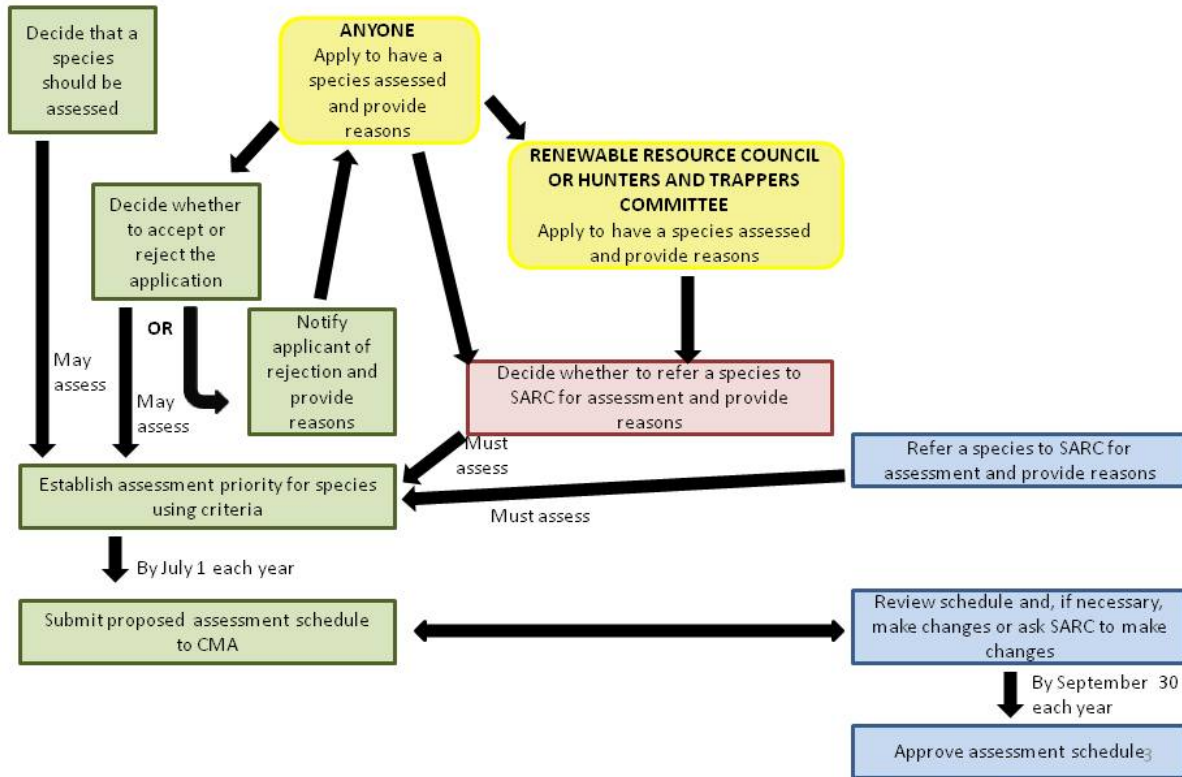 Decide that a
species
should be
assessed
ANYONE
Apply to have a
species assessed
and provide
reasons
RENEWABLE RESOURCE COUNCIL
OR HUNTERS AND TRAPPERS
COMMITTEE
Apply to have a species assessed
and provide reasons
Decide whether
to accept or
reject the
application
OR
Notify
applicant of
rejection and
provide
reasons
May
assess
May
assess
Decide whether to refer a species to
SARC for assessment and provide
reasons
Must
assess
Refer a species to SARC for
assessment and provide reasons
Establish assessment priority for species
using criteria
Must assess
By July 1 each year
Submit proposed assessment schedule
to CMA
Review schedule and, if necessary,
make changes or ask SARC to make
changes
By September 30
each year
Approve assessment schedule
3